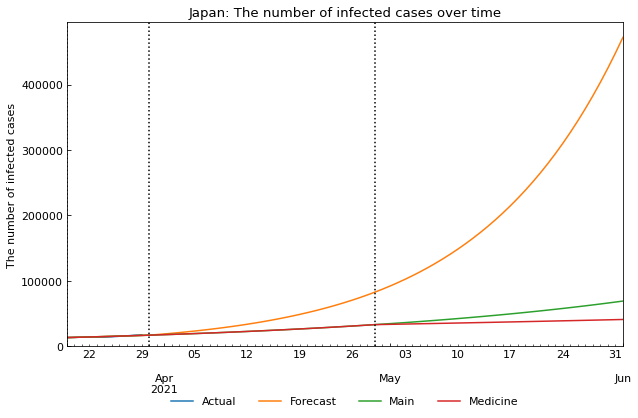 Japan: The number of infected cases over time
The number of infected cases
400000
300000
200000
100000
0
22 29 05 12 19 26 03 10 17 24 31
Apr May Jun
2021
Actual Forecast Main Medicine